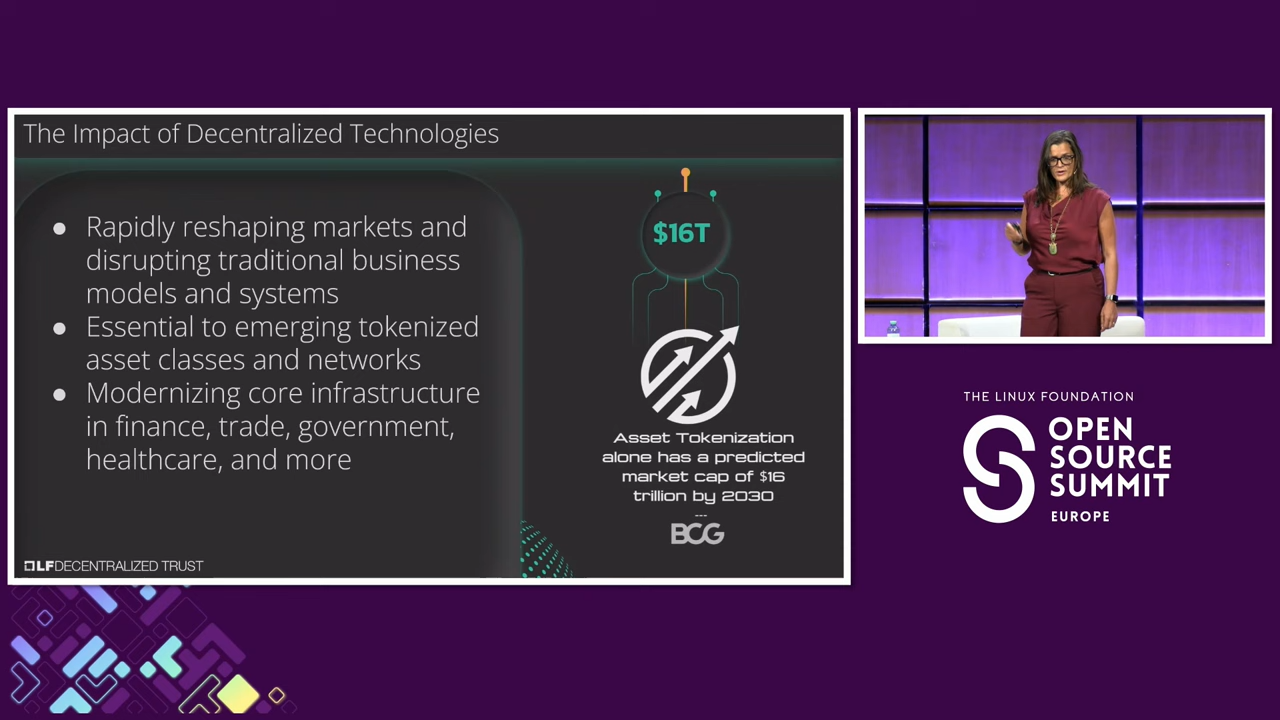 The Impact of Decentralized Technologies
● Rapidly reshaping markets and
disrupting traditional business
models and systems
● Essential to emerging tokenized
asset classes and networks
● Modernizing core infrastructure
in finance, trade, government,
healthcare, and more
$16T
Asset Tokenization
alone has a predicted
market cap of $16
trillion by 2030
---
BCG
LFDECENTRALIZED TRUST
THE LINUX FOUNDATION
OPEN
SOURCE
SUMMIT
EUROPE